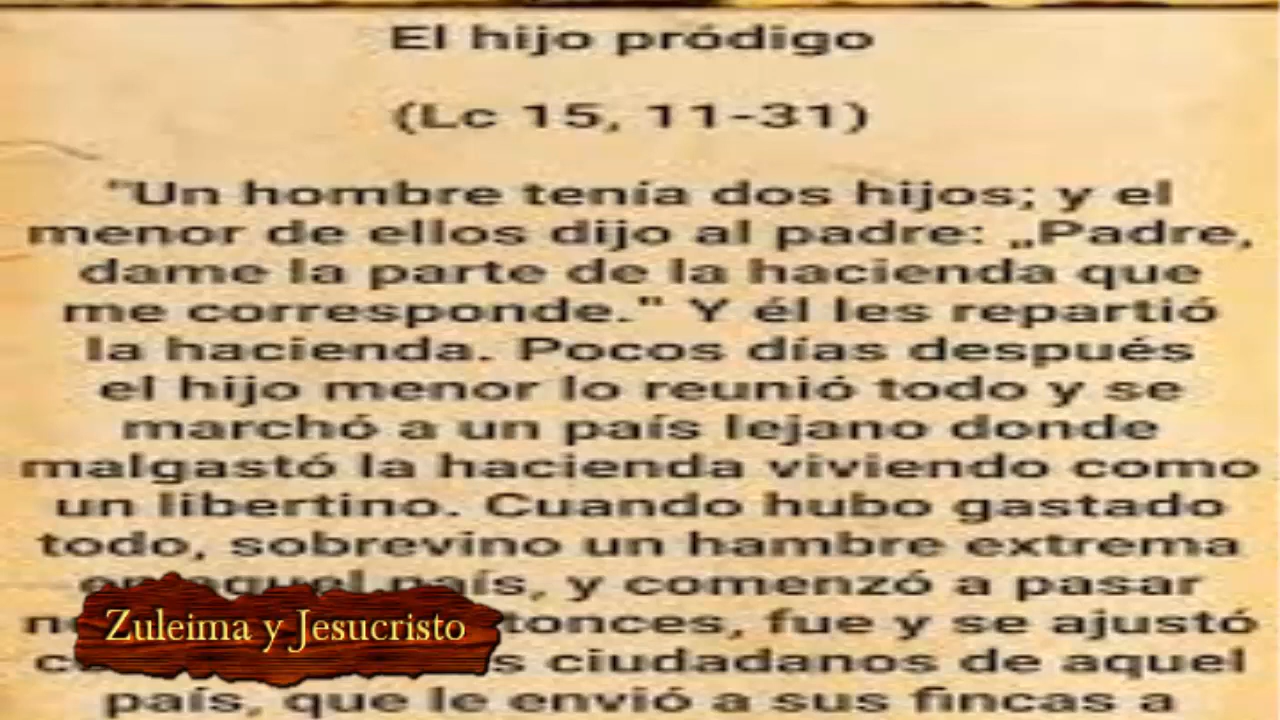 El hijo pródigo
(Lc 15, 11-31)
"Un hombre tenía dos hijos; y el
menor de ellos dijo al padre: „Padre,
dame la parte de la hacienda que
me corresponde." Y él les repartió
la hacienda. Pocos días después
el hijo menor lo reunió todo y se
marchó a un país lejano donde
malgastó la hacienda viviendo como
un libertino. Cuando hubo gastado
todo, sobrevino un hambre extrema
en aquel país, y comenzó a pasar
tonces, fue y se ajustó
s ciudadanos de aquel
país, que le envió a sus fincas a
Zuleima y Jesucristo